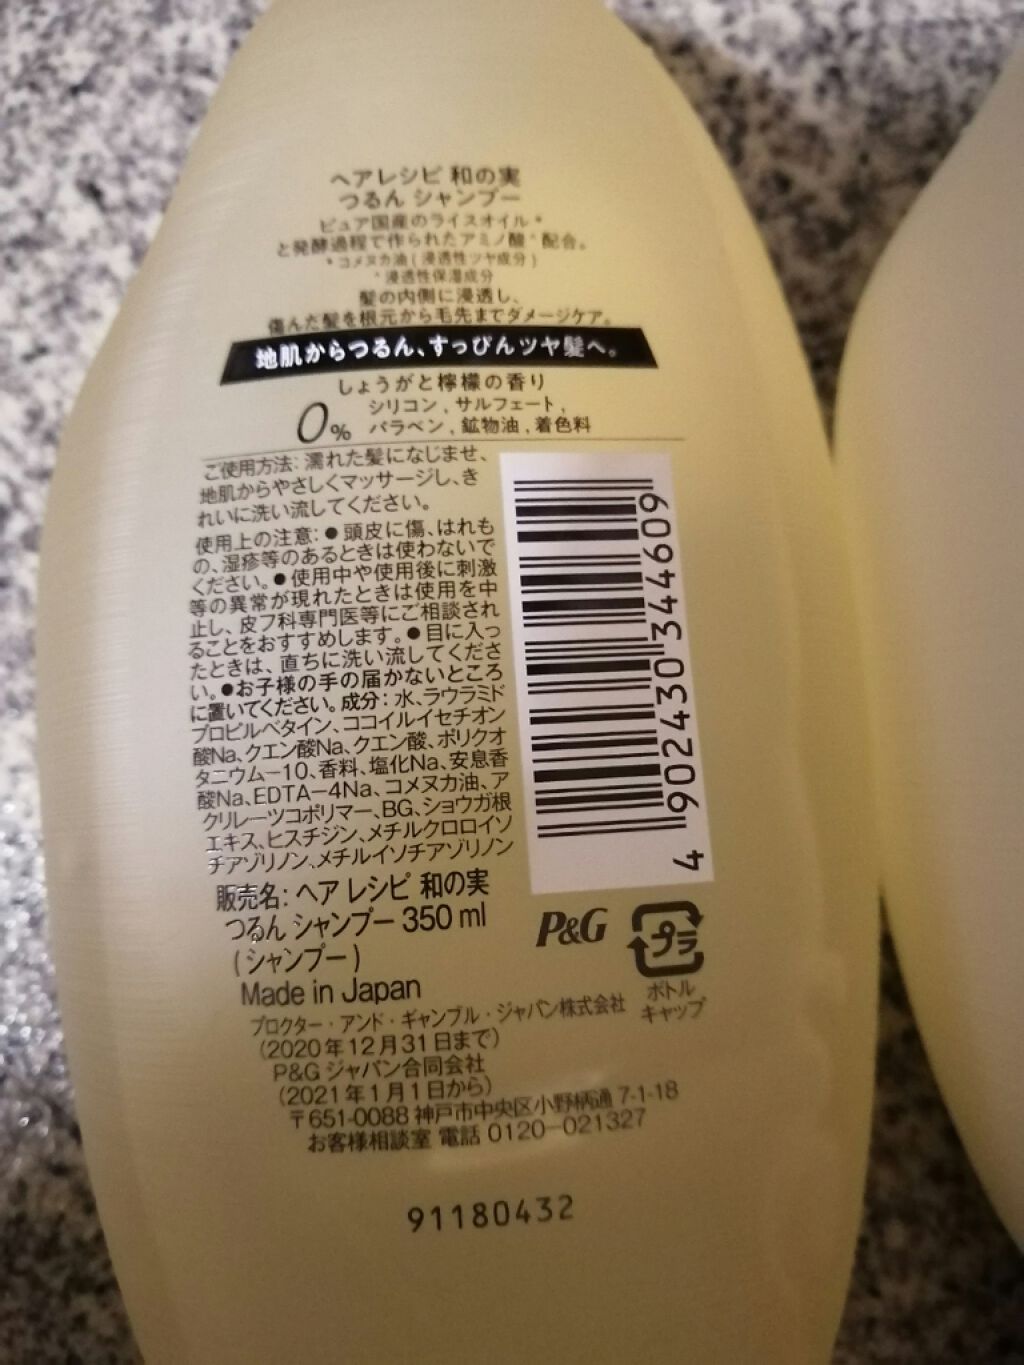 ヘアレシピ 和の実
つるん シャンプー
ピュア国産のライスオイル*
と発酵過程で作られたアミノ酸^配合。
*コメヌカ油(浸透性ツヤ成分)
^浸透性保湿成分
髪の内側に浸透し、
傷んだ髪を根元から毛先までダメージケア。
地肌からつるん、すっぴんツヤ髪へ。
しょうがと檸檬の香り
0%
シリコン, サルフェート,
パラベン, 鉱物油, 着色料
ご使用方法: 濡れた髪になじませ、
地肌からやさしくマッサージし、き
れいに洗い流してください。
使用上の注意:●頭皮に傷、はれも
の、湿疹等のあるときは使わないで
ください。●使用中や使用後に刺激
等の異常が現れたときは使用を中
止し、皮フ科専門医等にご相談され
ることをおすすめします。●目に入っ
たときは、直ちに洗い流してくださ
い。●お子様の手の届かないところ
に置いてください。成分: 水、ラウラミド
プロピルベタイン、ココイルイセチオン
酸Na、クエン酸Na、クエン酸、ポリクオ
タニウム−10、香料、塩化Na、安息香
酸Na、EDTA−4Na、コメヌカ油、ア
クリレーツコポリマー、BG、ショウガ根
エキス、ヒスチジン、メチルクロロイソ
チアゾリノン、メチルイソチアゾリノン
4 902430 344609
販売名: ヘア レシピ 和の実
つるん シャンプー 350 ml
(シャンプー)
Made in Japan
P&G
プラ
ボトル
キャップ
プロクター・アンド・ギャンブル・ジャパン株式会社
(2020年12月31日まで)
P&G ジャパン合同会社
(2021年1月1日から)
〒651-0088 神戸市中央区小野柄通 7-1-18
お客様相談室 電話 0120−021327
91180432